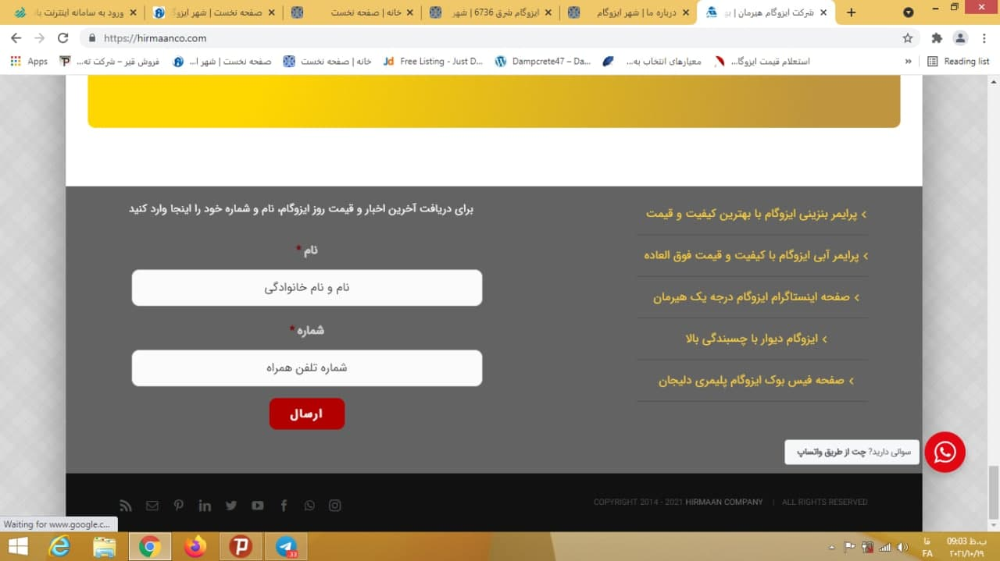 شرکت ایزوگام هیرمان | بو
درباره ما | شهر ایزوگام
ایزوگام شرق 6736 | شهر
خانه | صفحه نخست
صفحه نخست | شهر ایزوگ
ورود به سامانه اینترنت با
https://hirmaanco.com
Apps
فروش قیر – شرکت ته...
صفحه نخست | شهر ا...
خانه | صفحه نخست
Free Listing - Just D...
Dampcrete47 – Da...
معیارهای انتخاب به...
استعلام قیمت ایزوگا...
»
Reading list
برای دریافت آخرین اخبار و قیمت روز ایزوگام، نام و شماره خود را اینجا وارد کنید
نام *
نام و نام خانوادگی
شماره *
شماره تلفن همراه
ارسال
پرایمر بنزینی ایزوگام با بهترین کیفیت و قیمت
پرایمر آبی ایزوگام با کیفیت و قیمت فوق العاده
صفحه اینستاگرام ایزوگام درجه یک هیرمان
ایزوگام دیوار با چسبندگی بالا
صفحه فیس بوک ایزوگام پلیمری دلیجان
سوالی دارید؟ چت از طریق واتساپ
COPYRIGHT 2014 - 2021 HIRMAAN COMPANY | ALL RIGHTS RESERVED
Waiting for www.google.c...
33
فا
FA
09:03 ب.ظ
۲۰۲۱/۱۰/۱۹